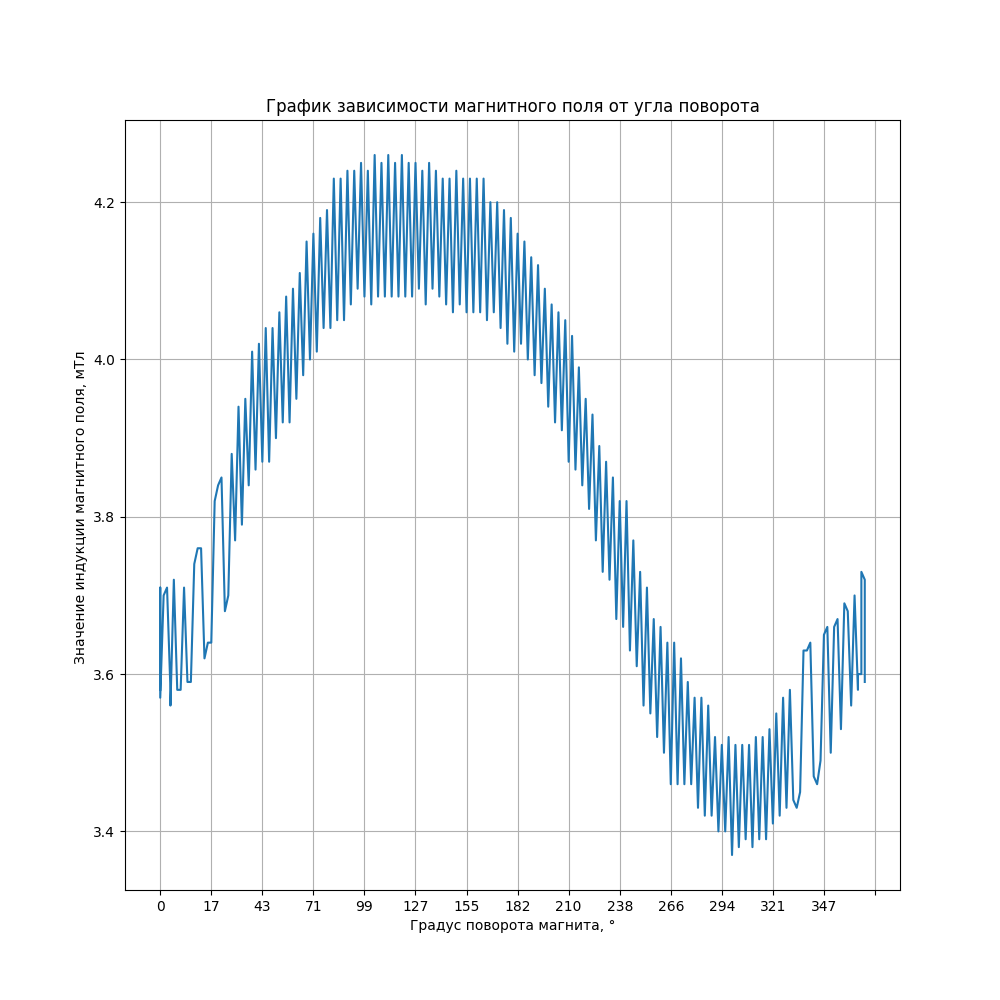 График зависимости магнитного поля от угла поворота
Значение индукции магнитного поля, мТл
4.2
4.0
3.8
3.6
3.4
0 17 43 71 99 127 155 182 210 238 266 294 321 347
Градус поворота магнита, °